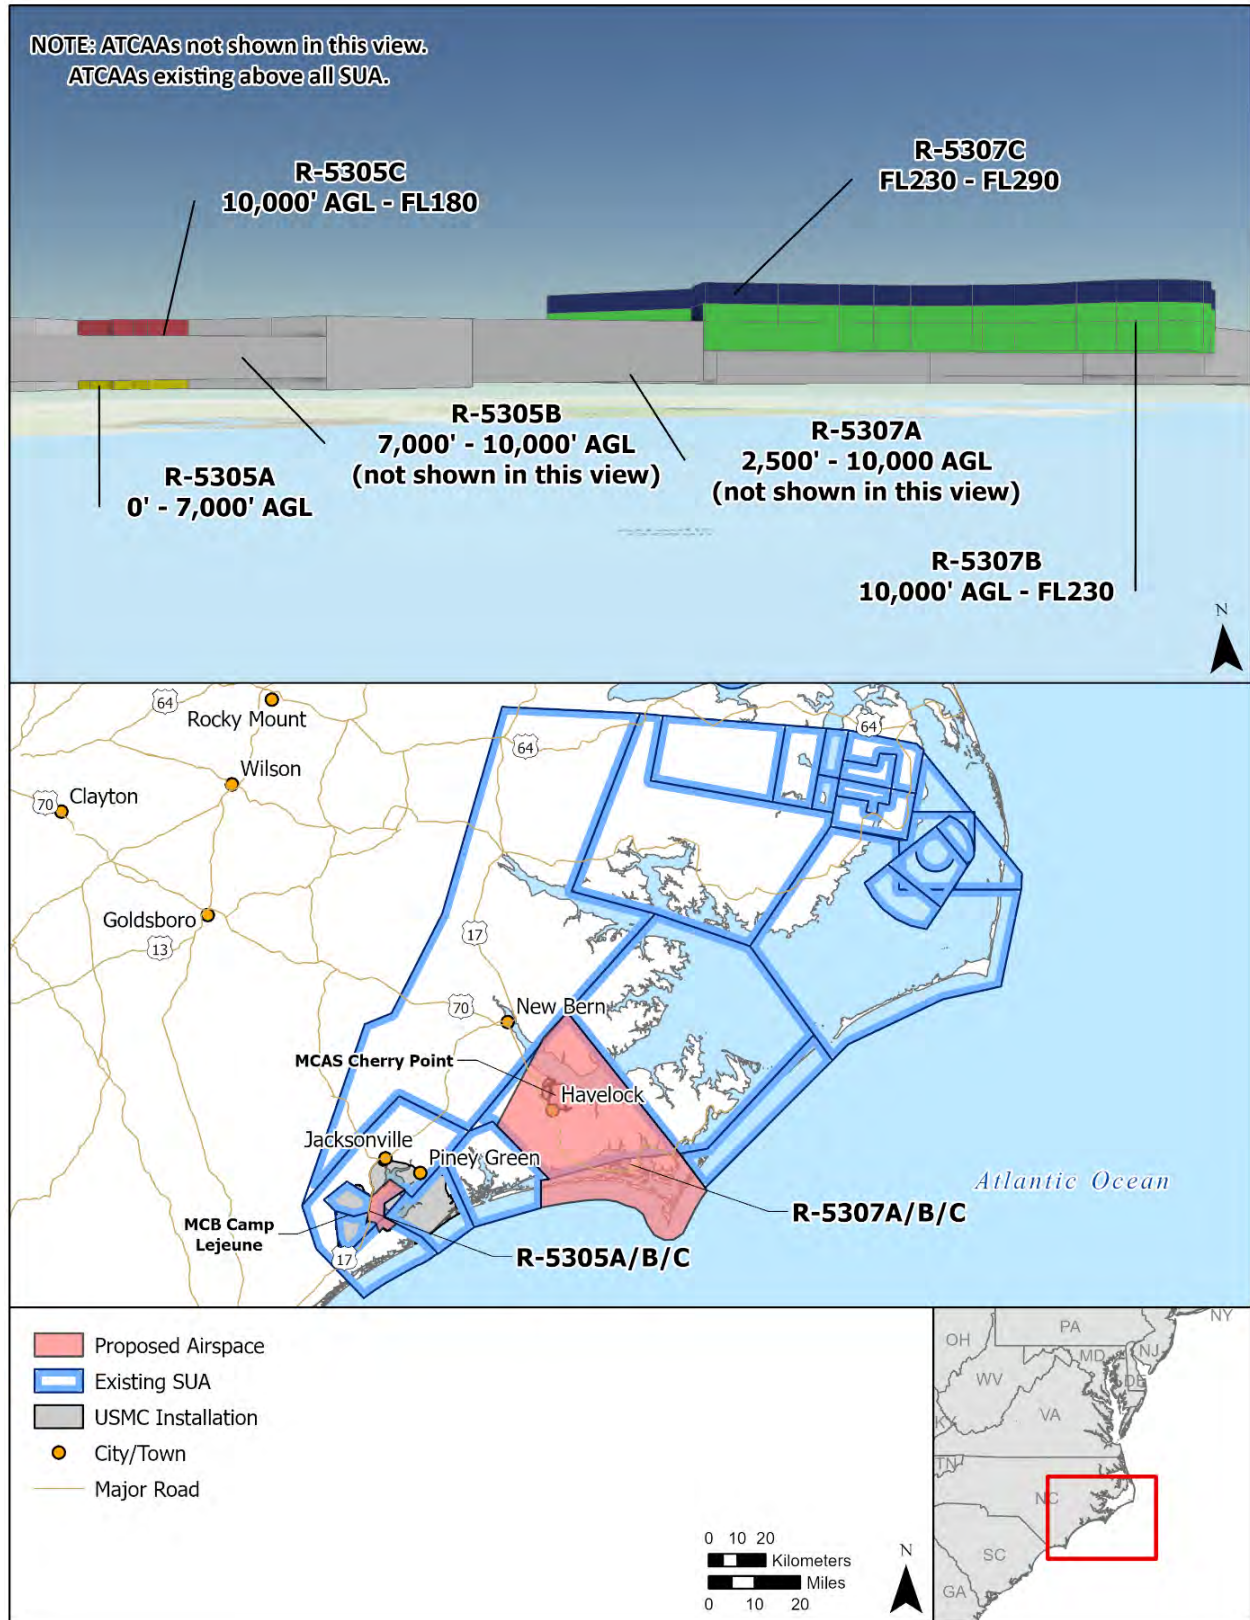 NOTE: ATCAAs not shown in this view.
ATCAAs existing above all SUA.
R-5305C
10,000' AGL - FL180
R-5307C
FL230 - FL290
R-5305B
7,000' - 10,000' AGL
(not shown in this view)
R-5307A
2,500' - 10,000 AGL
(not shown in this view)
R-5305A
0' - 7,000' AGL
R-5307B
10,000' AGL - FL230
N
64
Rocky Mount
64
64
Wilson
70
Clayton
Goldsboro
13
17
70
New Bern
MCAS Cherry Point
Havelock
Jacksonville
Piney Green
Atlantic Ocean
MCB Camp
Lejeune
R-5307A/B/C
17
R-5305A/B/C
Proposed Airspace
Existing SUA
USMC Installation
City/Town
Major Road
0 10 20
Kilometers
Miles
0 10 20
N
NY
PA
OH
NJ
MD
DE
WV
VA
KY
TN
NC
SC
GA